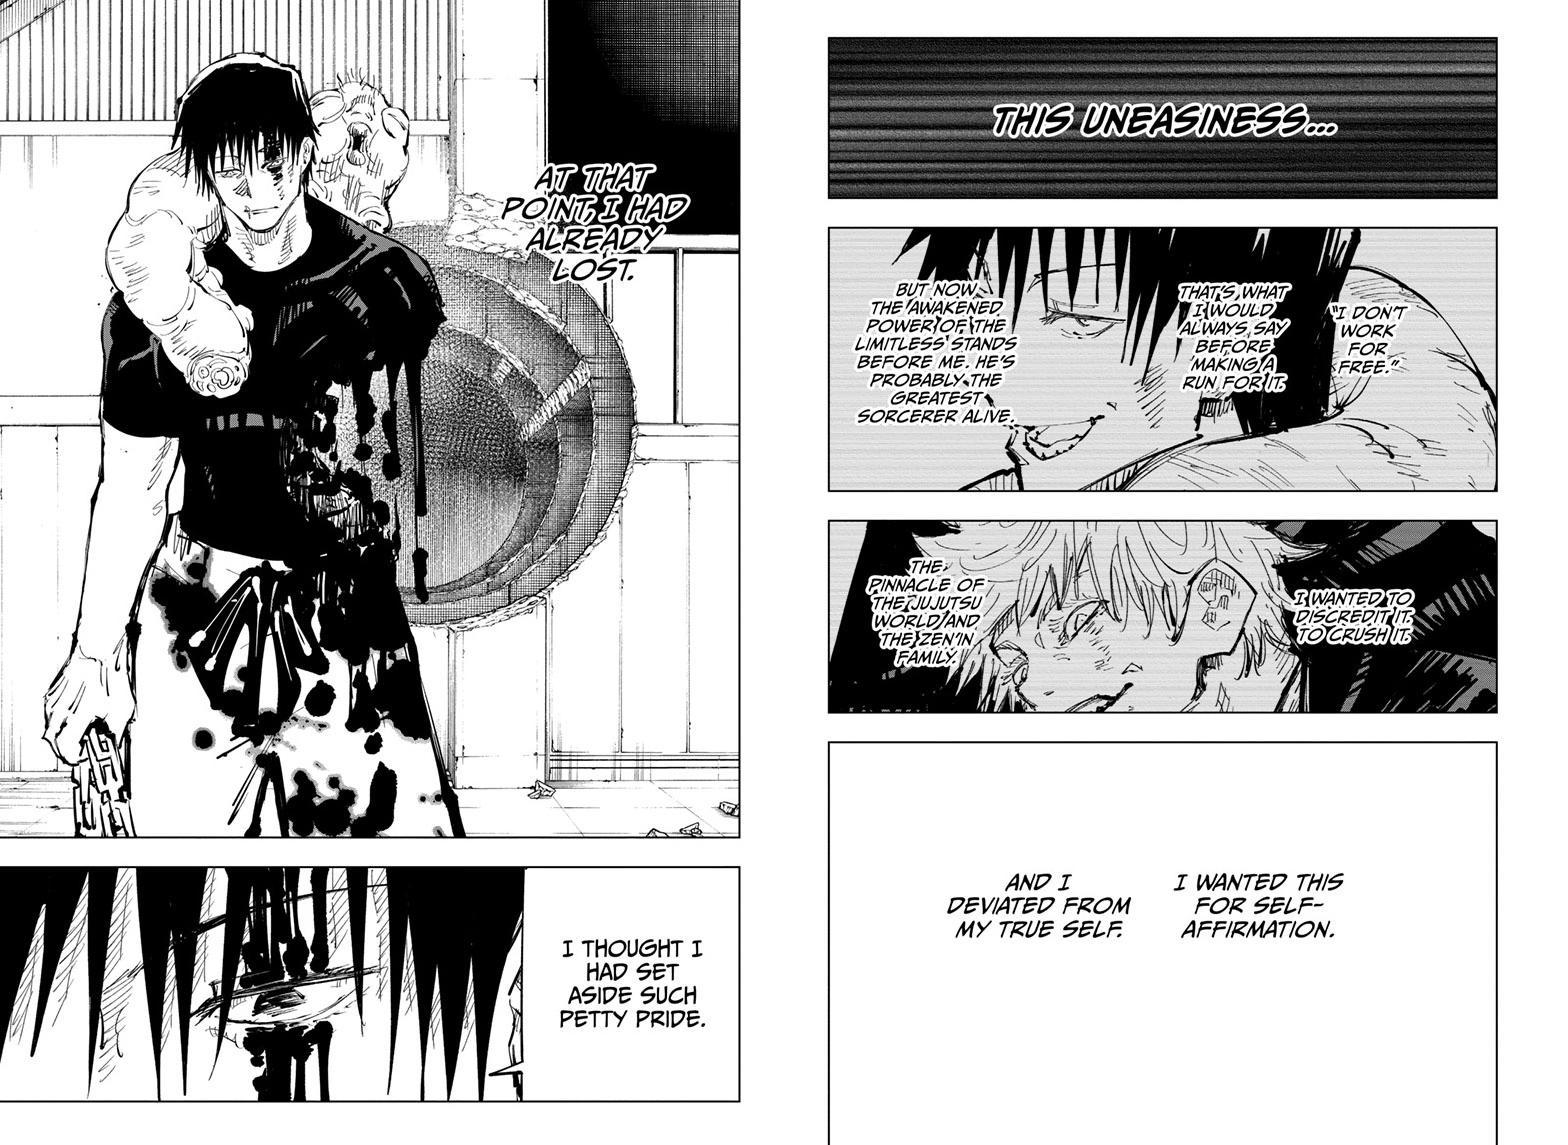 THIS UNEASINESS...
"I DON'T
WORK
FOR
FREE."
THAT'S WHAT
I WOULD
ALWAYS SAY
BEFORE
MAKING A
RUN FOR IT.
BUT NOW
THE AWAKENED
POWER OF THE
LIMITLESS STANDS
BEFORE ME. HE'S
PROBABLY THE
GREATEST
SORCERER ALIVE.
I WANTED TO
DISCREDIT IT.
TO CRUSH IT.
THE
PINNACLE OF
THE JUJUTSU
WORLD AND
THE ZEN'IN
FAMILY.
I WANTED THIS
FOR SELF-
AFFIRMATION.
AND I
DEVIATED FROM
MY TRUE SELF.
AT THAT
POINT, I HAD
ALREADY
LOST.
I THOUGHT I
HAD SET
ASIDE SUCH
PETTY PRIDE.